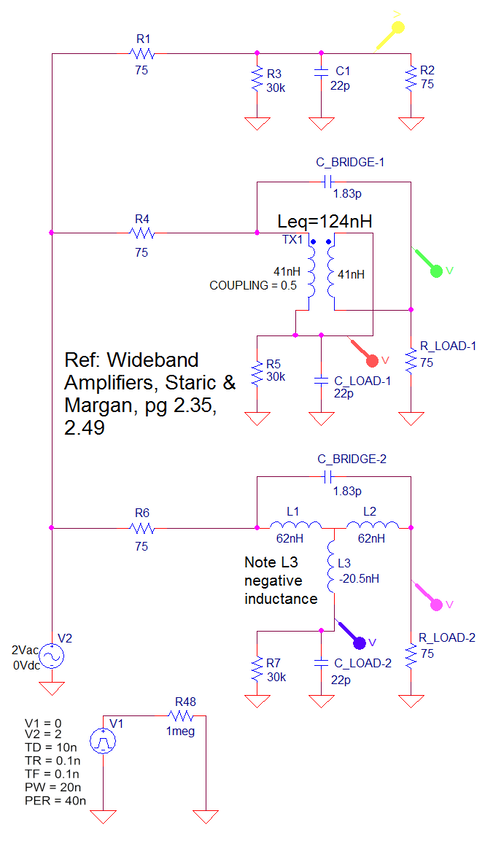 R1
75
R3
30k
C1
22p
R2
75
V
C_BRIDGE-1
1.83p
R4
75
Leq=124nH
TX1
41nH
41nH
COUPLING = 0.5
V
V
R5
30k
C_LOAD-1
22p
R_LOAD-1
75
Ref: Wideband
Amplifiers, Staric &
Margan, pg 2.35,
2.49
C_BRIDGE-2
1.83p
R6
75
L1
62nH
L2
62nH
Note L3
negative
inductance
L3
-20.5nH
V
V
R7
30k
C_LOAD-2
22p
R_LOAD-2
75
V2
2Vac
0Vdc
R48
1meg
V1
V1 = 0
V2 = 2
TD = 10n
TR = 0.1n
TF = 0.1n
PW = 20n
PER = 40n